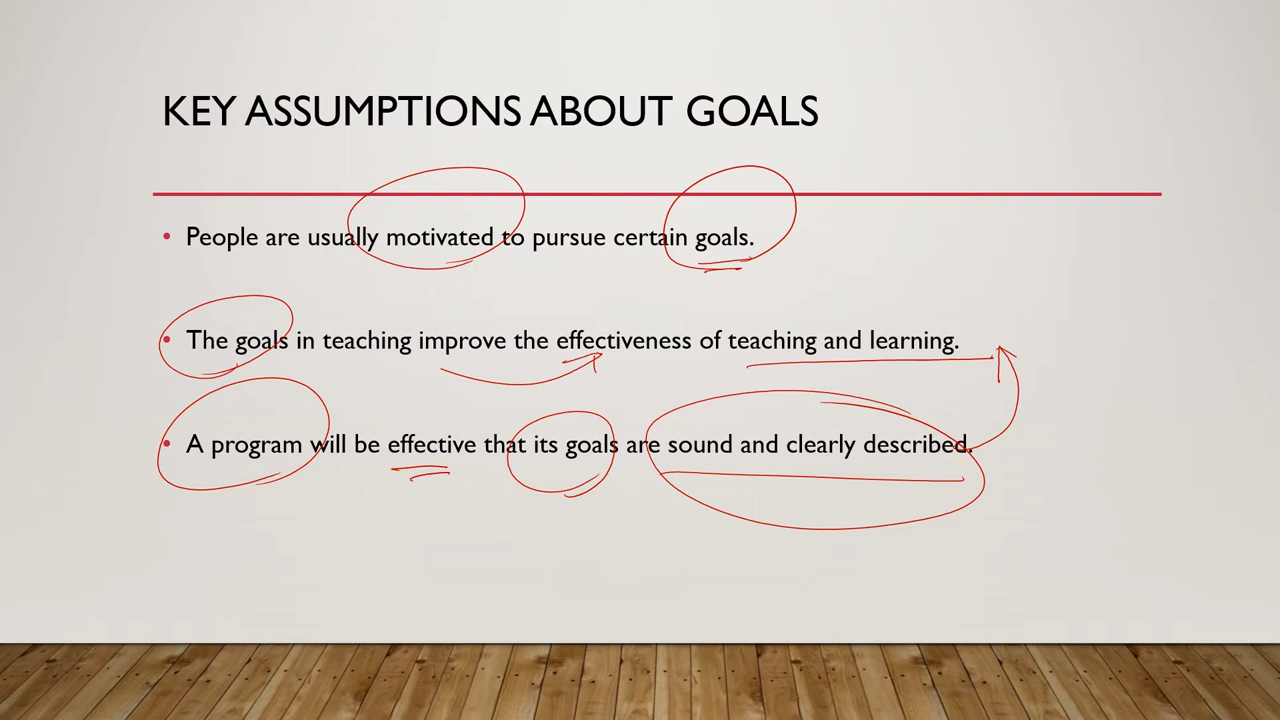 KEY ASSUMPTIONS ABOUT GOALS
• People are usually motivated to pursue certain goals.
• The goals in teaching improve the effectiveness of teaching and learning.
• A program will be effective that its goals are sound and clearly described.